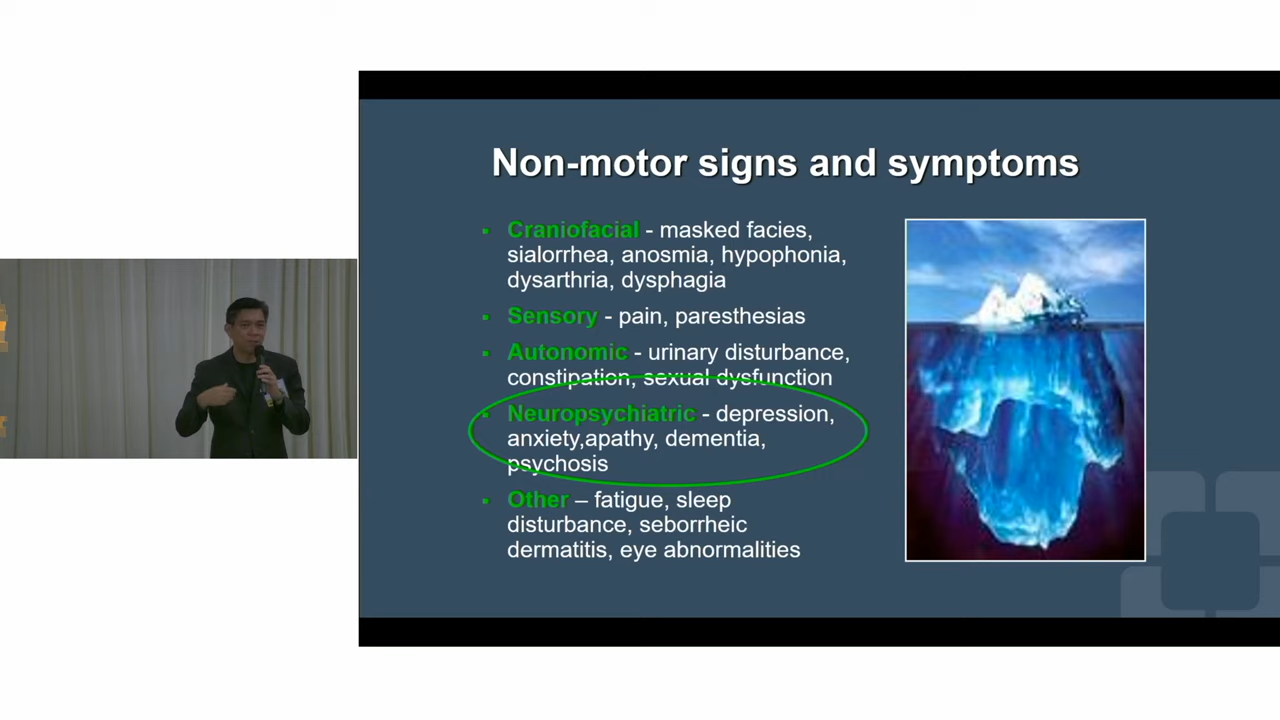 Non-motor signs and symptoms
▪ Craniofacial - masked facies,
sialorrhea, anosmia, hypophonia,
dysarthria, dysphagia
▪ Sensory - pain, paresthesias
▪ Autonomic - urinary disturbance,
constipation, sexual dysfunction
▪ Neuropsychiatric - depression,
anxiety,apathy, dementia,
psychosis
▪ Other – fatigue, sleep
disturbance, seborrheic
dermatitis, eye abnormalities